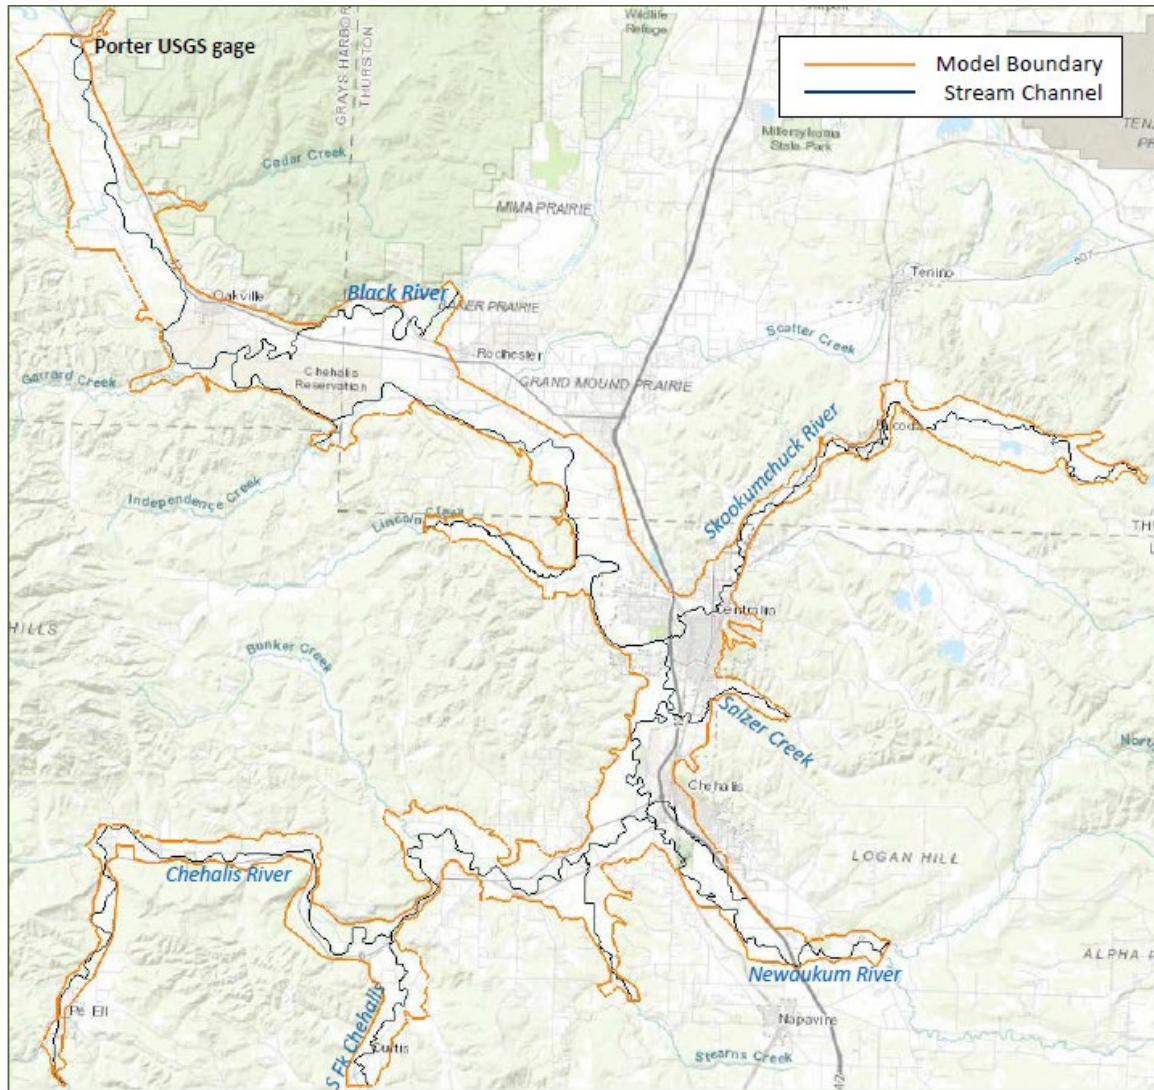 Porter USGS gage
GRAYS HARBOR
THURSTON
Wildlife
Refuge
Model Boundary
Stream Channel
Millersylvania
State Park
Cedar Creek
MIMA PRAIRIE
Tenino
507
Oakville
Black River
BAKER PRAIRIE
Scatter Creek
Rochester
Garrard Creek
Chehalis
Reservation
GRAND MOUND PRAIRIE
Skookumchuck River
Independence Creek
Lincoln Creek
Centralia
HILLS
Bunker Creek
Salzer Creek
Chehalis
LOGAN HILL
Chehalis River
Newaukum River
Pe Ell
S Fk Chehalis
Curtis
Napavine
Stearns Creek